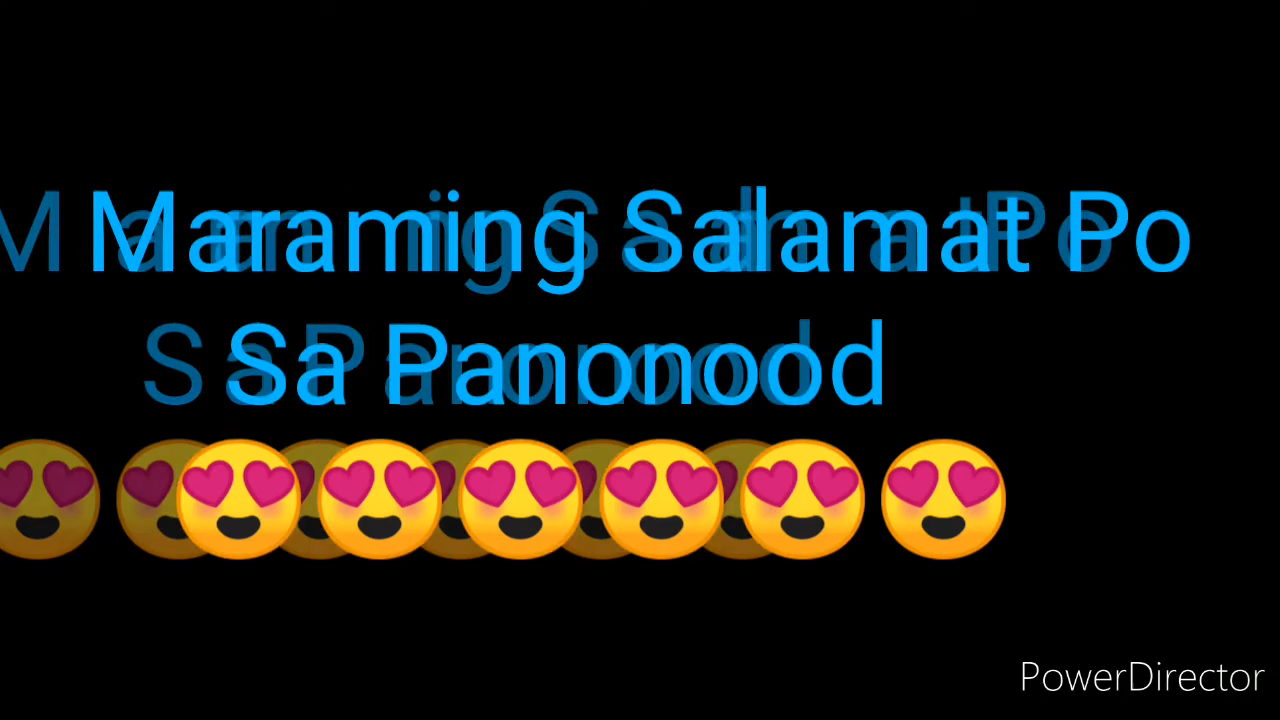 Maraming Salamat Po
Sa Panonood
😍😍😍😍😍😍
PowerDirector